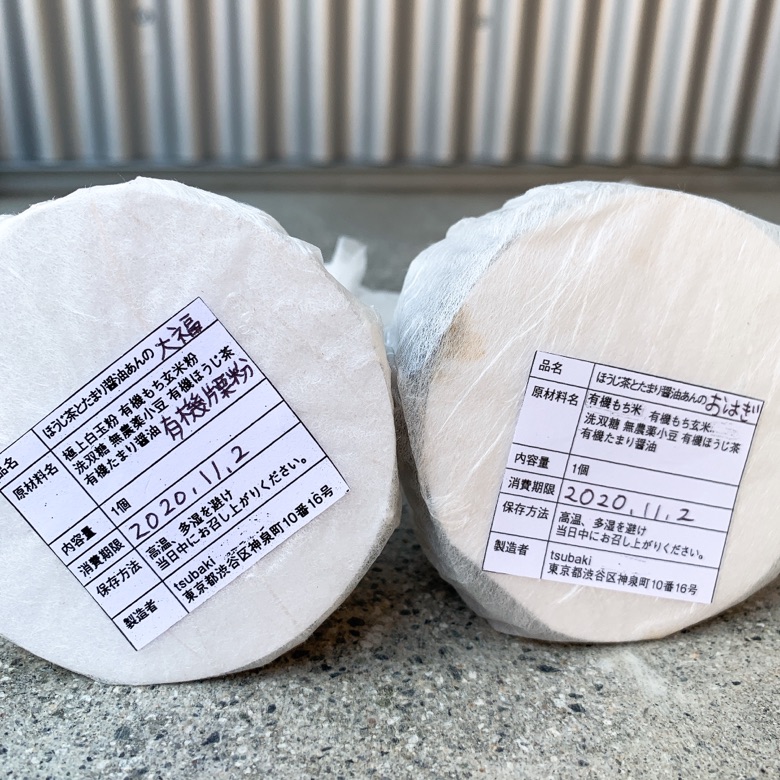 品名 ほうじ茶とたまり醤油あんの大福
原材料名 極上白玉粉 有機もち玄米粉
洗双糖 無農薬小豆 有機ほうじ茶
有機たまり醤油 有機片栗粉
内容量 1個
消費期限 2020.11.2
保存方法 高温、多湿を避け
当日中にお召し上がりください。
製造者 tsubaki
東京都渋谷区神泉町10番16号
品名 ほうじ茶とたまり醤油あんのおはぎ
原材料名 有機もち米 有機もち玄米
洗双糖 無農薬小豆 有機ほうじ茶
有機たまり醤油
内容量 1個
消費期限 2020.11.2
保存方法 高温、多湿を避け
当日中にお召し上がりください。
製造者 tsubaki
東京都渋谷区神泉町10番16号